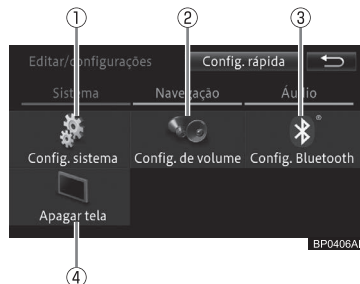 ① ② ③
Editar/configurações Config. rápida
Sistema Navegação Áudio
Config. sistema Config. de volume Config. Bluetooth®
Apagar tela
BP0406AI
④